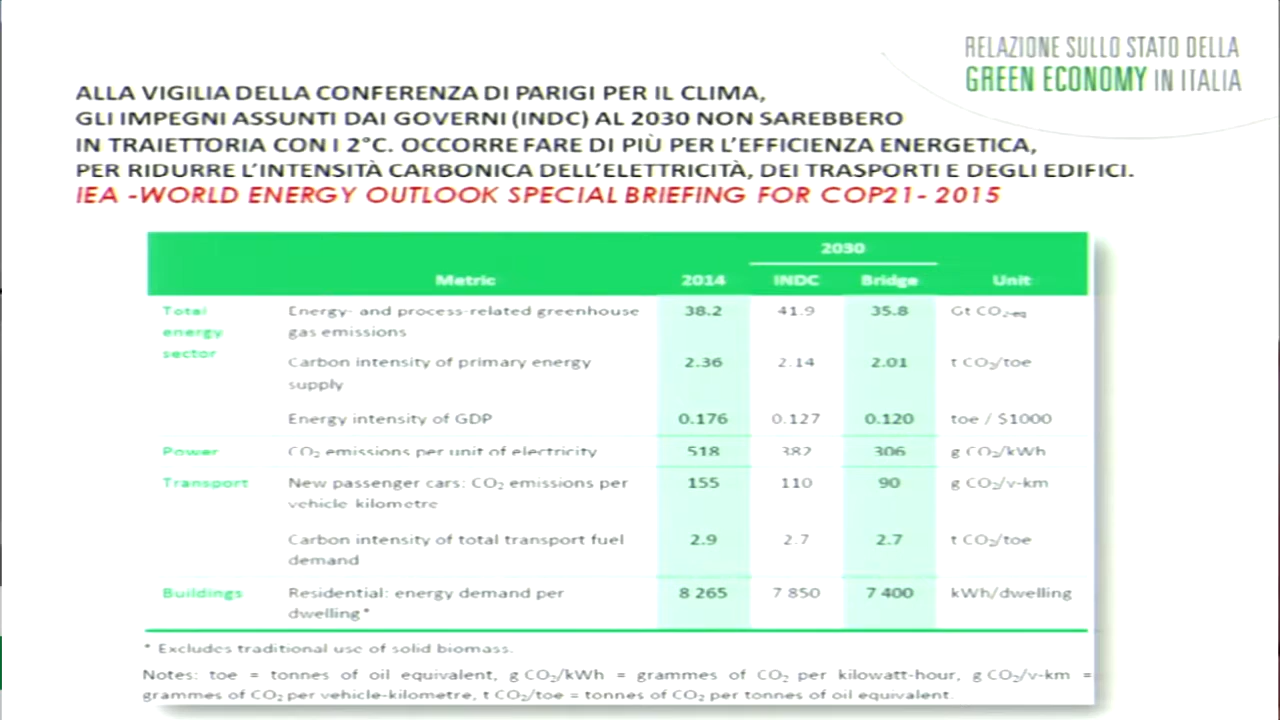 RELAZIONE SULLO STATO DELLA
GREEN ECONOMY IN ITALIA
ALLA VIGILIA DELLA CONFERENZA DI PARIGI PER IL CLIMA,
GLI IMPEGNI ASSUNTI DAI GOVERNI (INDC) AL 2030 NON SAREBBERO
IN TRAIETTORIA CON I 2°C. OCCORRE FARE DI PIÙ PER L'EFFICIENZA ENERGETICA,
PER RIDURRE L'INTENSITÀ CARBONICA DELL'ELETTRICITÀ, DEI TRASPORTI E DEGLI EDIFICI.
IEA -WORLD ENERGY OUTLOOK SPECIAL BRIEFING FOR COP21- 2015
2030
Metric 2014 INDC Bridge Unit
Total Energy- and process-related greenhouse 38.2 41.9 35.8 Gt CO₂-eq
energy gas emissions
sector
Carbon intensity of primary energy 2.36 2.14 2.01 t CO₂/toe
supply
Energy intensity of GDP 0.176 0.127 0.120 toe / $1000
Power CO₂ emissions per unit of electricity 518 382 306 g CO₂/kWh
Transport New passenger cars: CO₂ emissions per 155 110 90 g CO₂/v-km
vehicle kilometre
Carbon intensity of total transport fuel 2.9 2.7 2.7 t CO₂/toe
demand
Buildings Residential: energy demand per 8 265 7 850 7 400 kWh/dwelling
dwelling*
* Excludes traditional use of solid biomass.
Notes: toe = tonnes of oil equivalent, g CO₂/kWh = grammes of CO₂ per kilowatt-hour, g CO₂/v-km =
grammes of CO₂ per vehicle-kilometre, t CO₂/toe = tonnes of CO₂ per tonnes of oil equivalent.